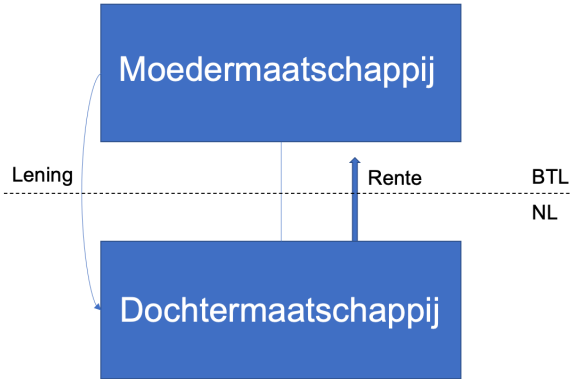 Moedermaatschappij
Lening
Rente
BTL
NL
Dochtermaatschappij